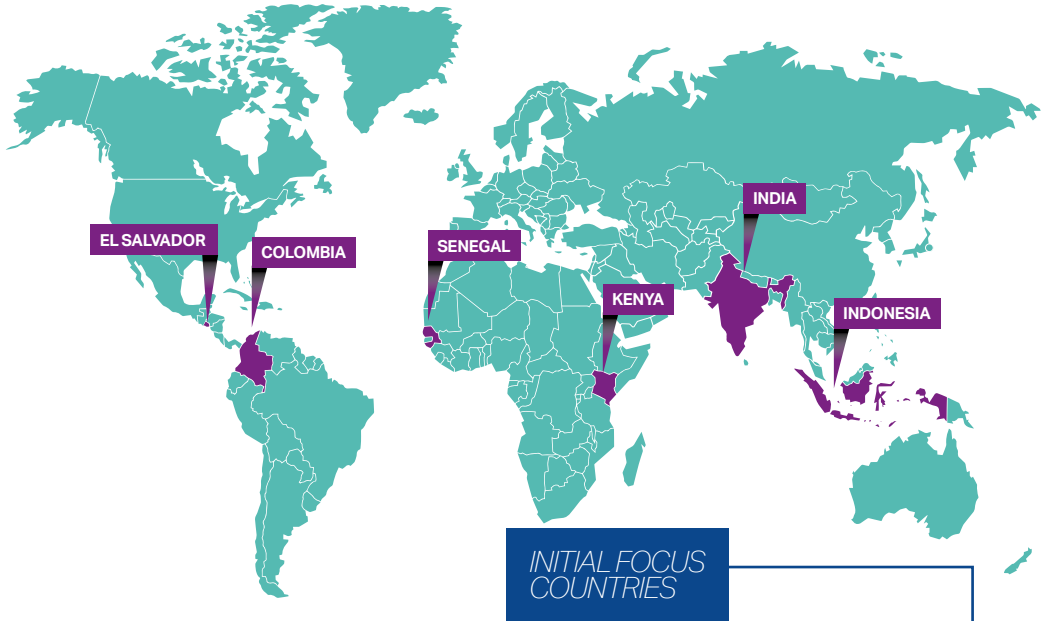 INDIA
EL SALVADOR
COLOMBIA
SENEGAL
KENYA
INDONESIA
INITIAL FOCUS
COUNTRIES